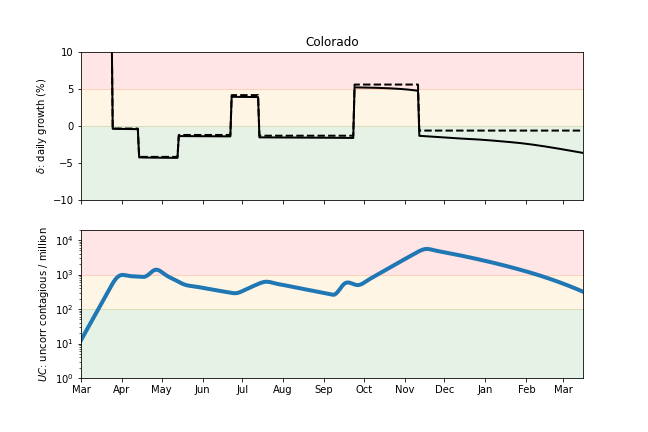 Colorado
δ: daily growth (%)
10
5
0
−5
−10
UC: uncorr contagious / million
10⁴
10³
10²
10¹
10⁰
Mar Apr May Jun Jul Aug Sep Oct Nov Dec Jan Feb Mar